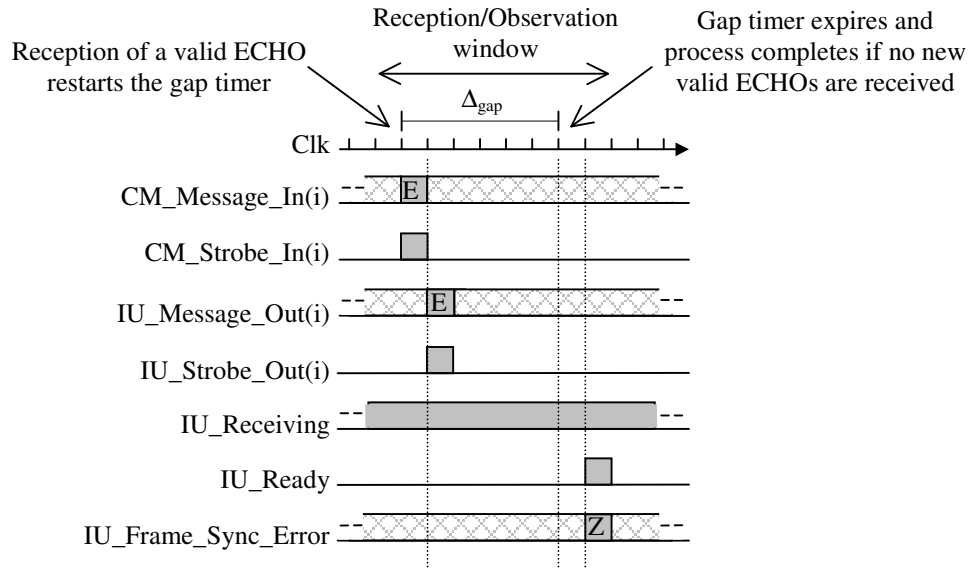 Reception of a valid ECHO
restarts the gap timer
Reception/Observation
window
Gap timer expires and
process completes if no new
valid ECHOs are received
Δgap
Clk
CM_Message_In(i)
E
CM_Strobe_In(i)
IU_Message_Out(i)
E
IU_Strobe_Out(i)
IU_Receiving
IU_Ready
IU_Frame_Sync_Error
Z